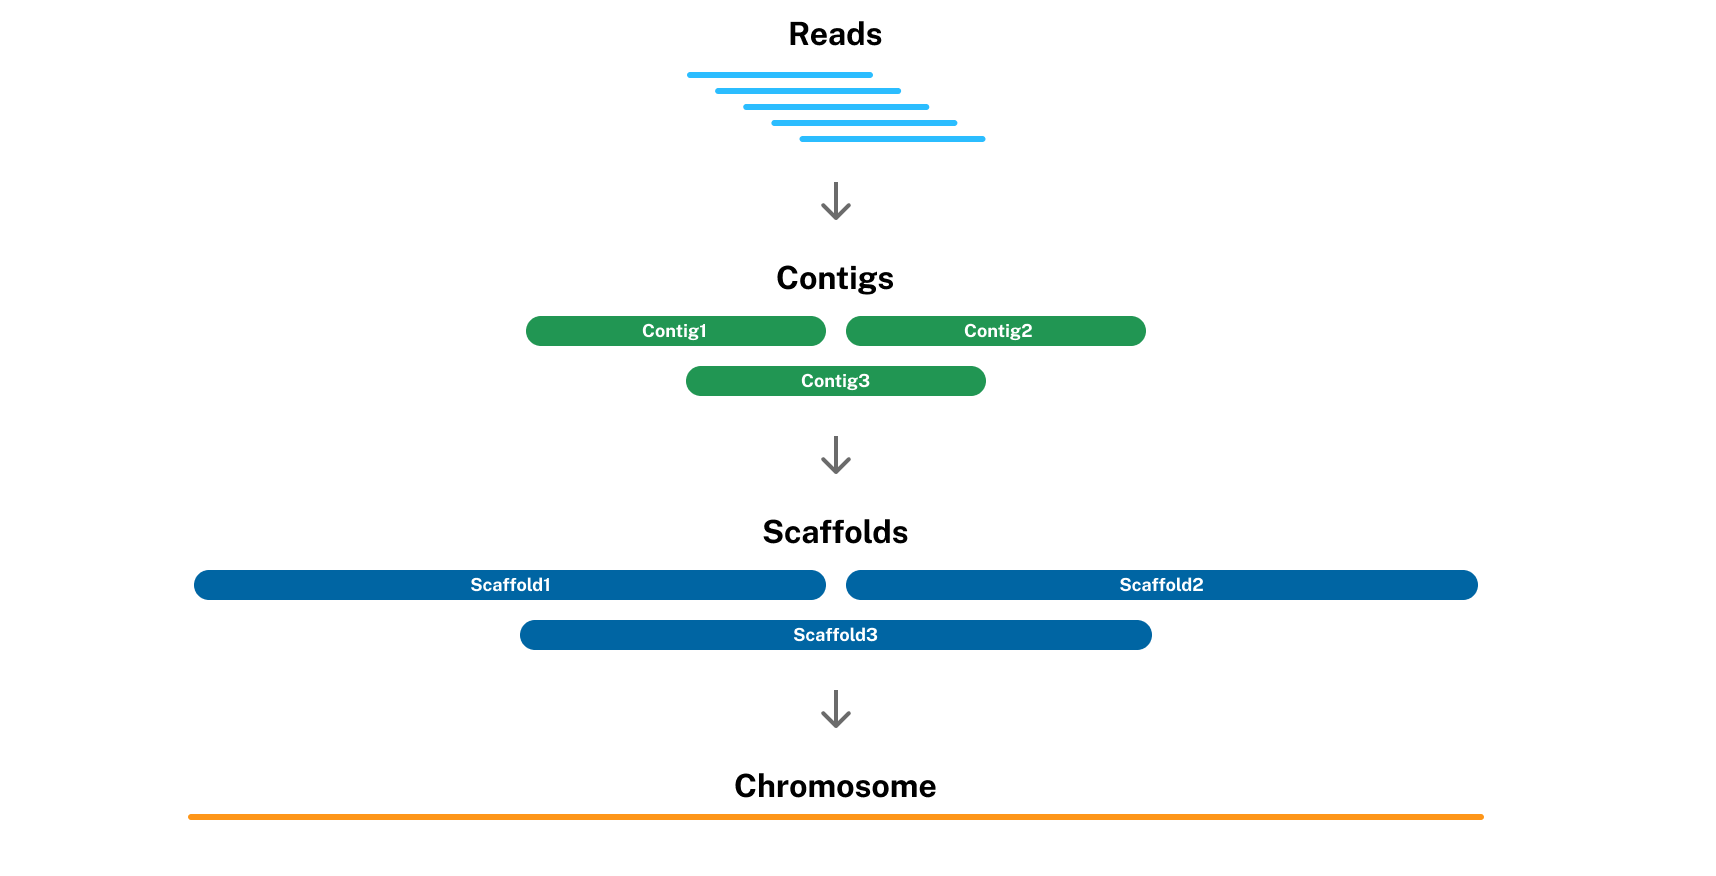 Reads
Contigs
Contig1
Contig2
Contig3
Scaffolds
Scaffold1
Scaffold2
Scaffold3
Chromosome